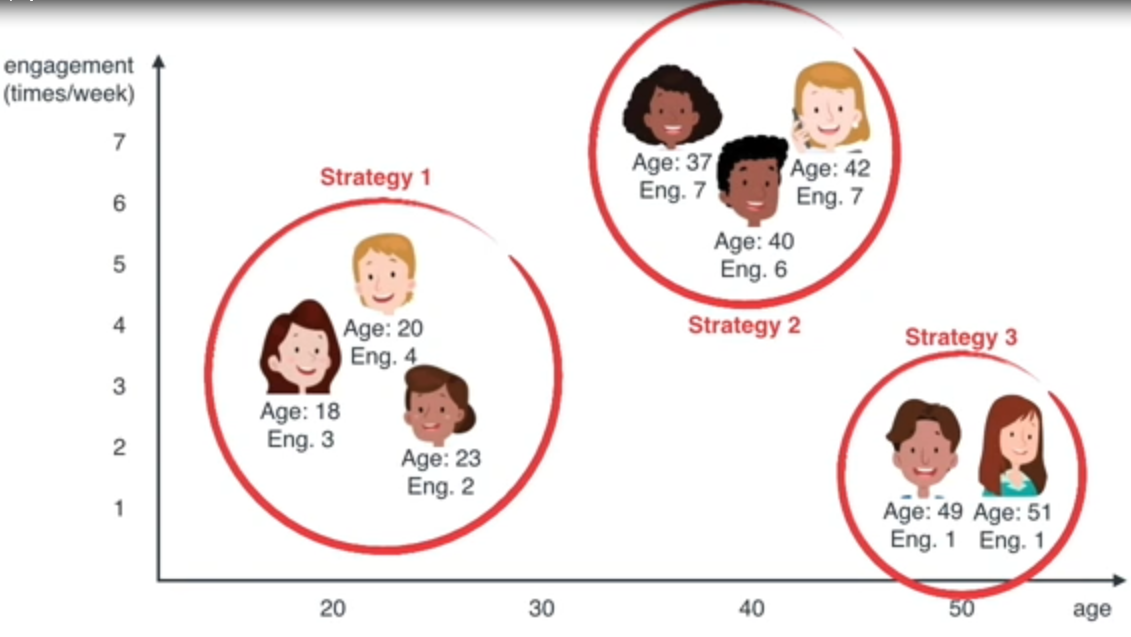 engagement
(times/week)
7
6
5
4
3
2
1
Strategy 1
Age: 20
Eng. 4
Age: 18
Eng. 3
Age: 23
Eng. 2
Age: 37
Eng. 7
Age: 42
Eng. 7
Age: 40
Eng. 6
Strategy 2
Strategy 3
Age: 49
Eng. 1
Age: 51
Eng. 1
20
30
40
50
age